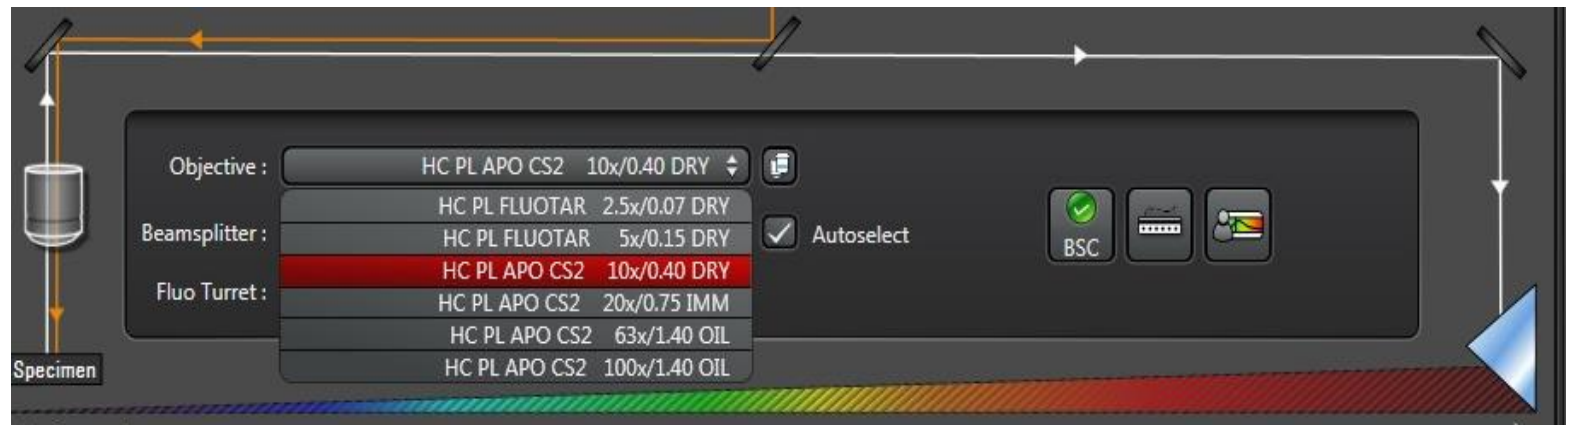 Objective : HC PL APO CS2 10x/0.40 DRY
HC PL FLUOTAR 2.5x/0.07 DRY
Beamsplitter : HC PL FLUOTAR 5x/0.15 DRY Autoselect BSC
HC PL APO CS2 10x/0.40 DRY
Fluo Turret : HC PL APO CS2 20x/0.75 IMM
HC PL APO CS2 63x/1.40 OIL
Specimen HC PL APO CS2 100x/1.40 OIL